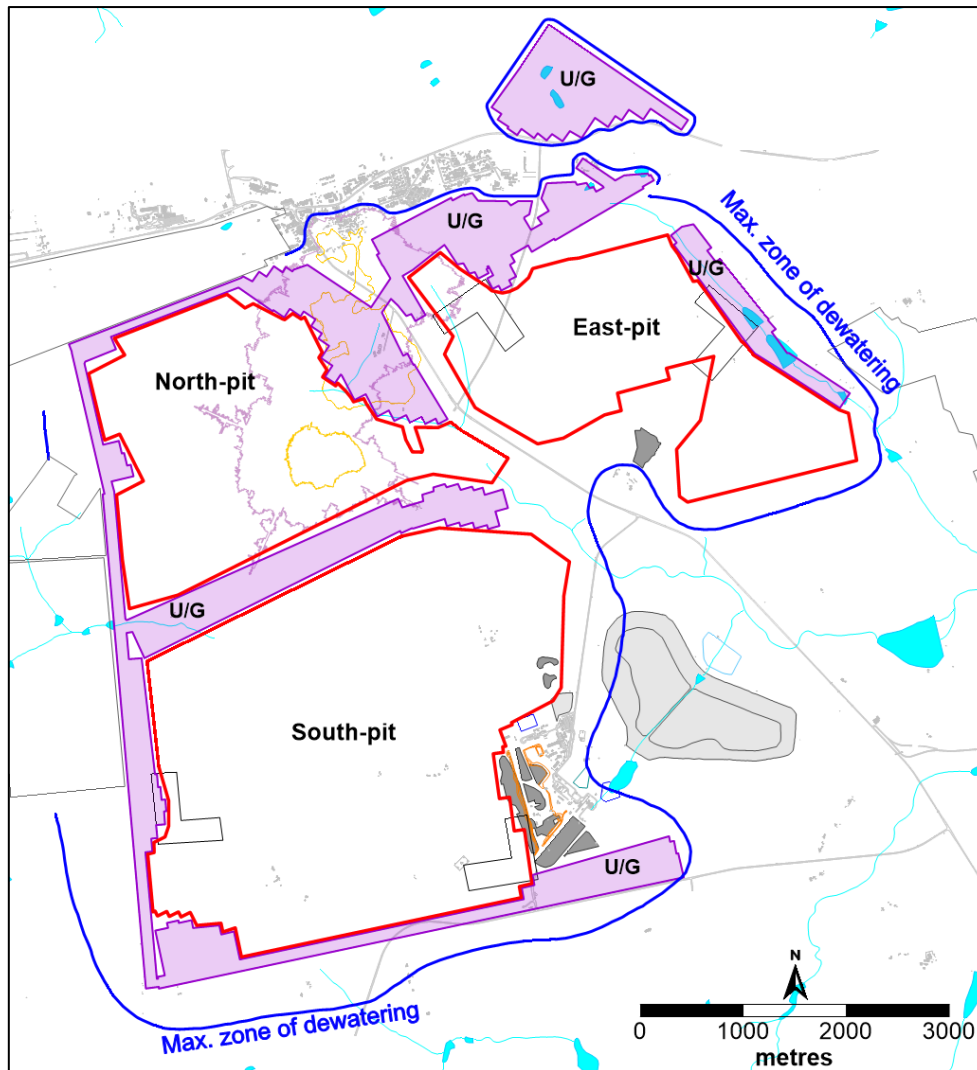 U/G
U/G
Max. zone of dewatering
U/G
East-pit
North-pit
U/G
South-pit
U/G
N
0 1000 2000 3000
metres
Max. zone of dewatering